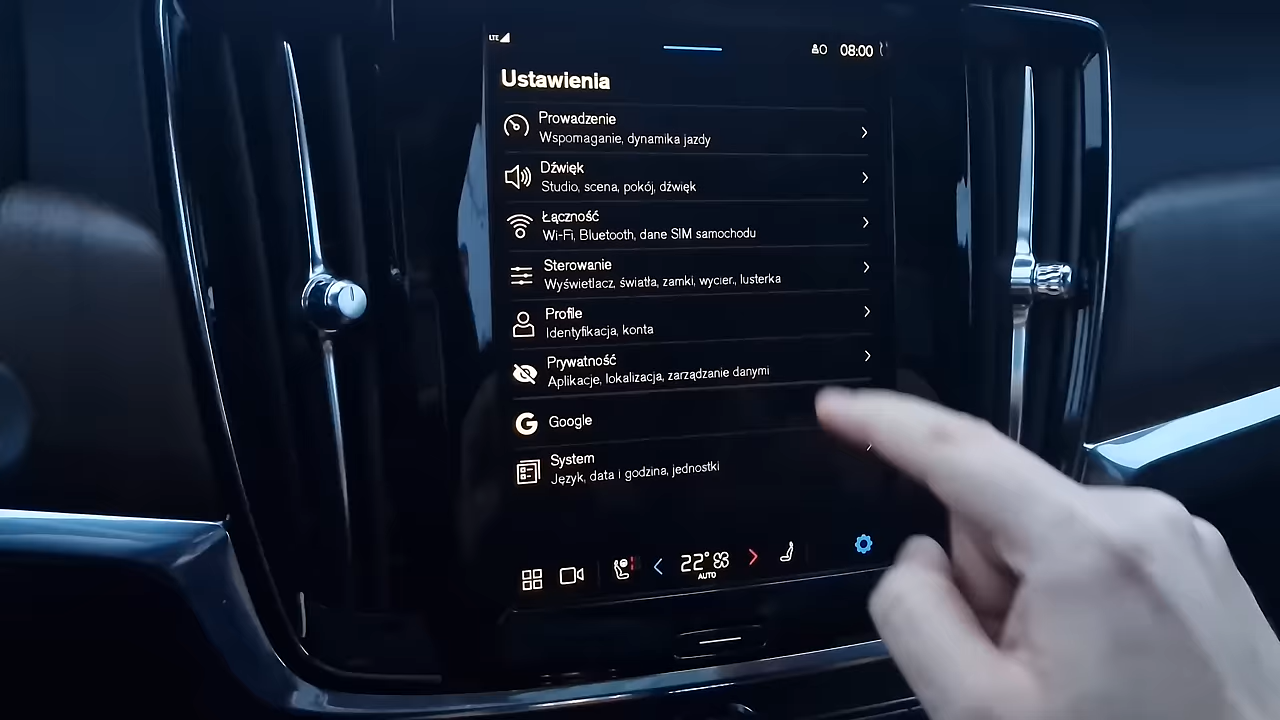 LTE
08:00
Ustawienia
Prowadzenie
Wspomaganie, dynamika jazdy
Dźwięk
Studio, scena, pokój, dźwięk
Łączność
Wi-Fi, Bluetooth, dane SIM samochodu
Sterowanie
Wyświetlacz, światła, zamki, wycier., lusterka
Profile
Identyfikacja, konta
Prywatność
Aplikacje, lokalizacja, zarządzanie danymi
G Google
System
Język, data i godzina, jednostki
22°
AUTO